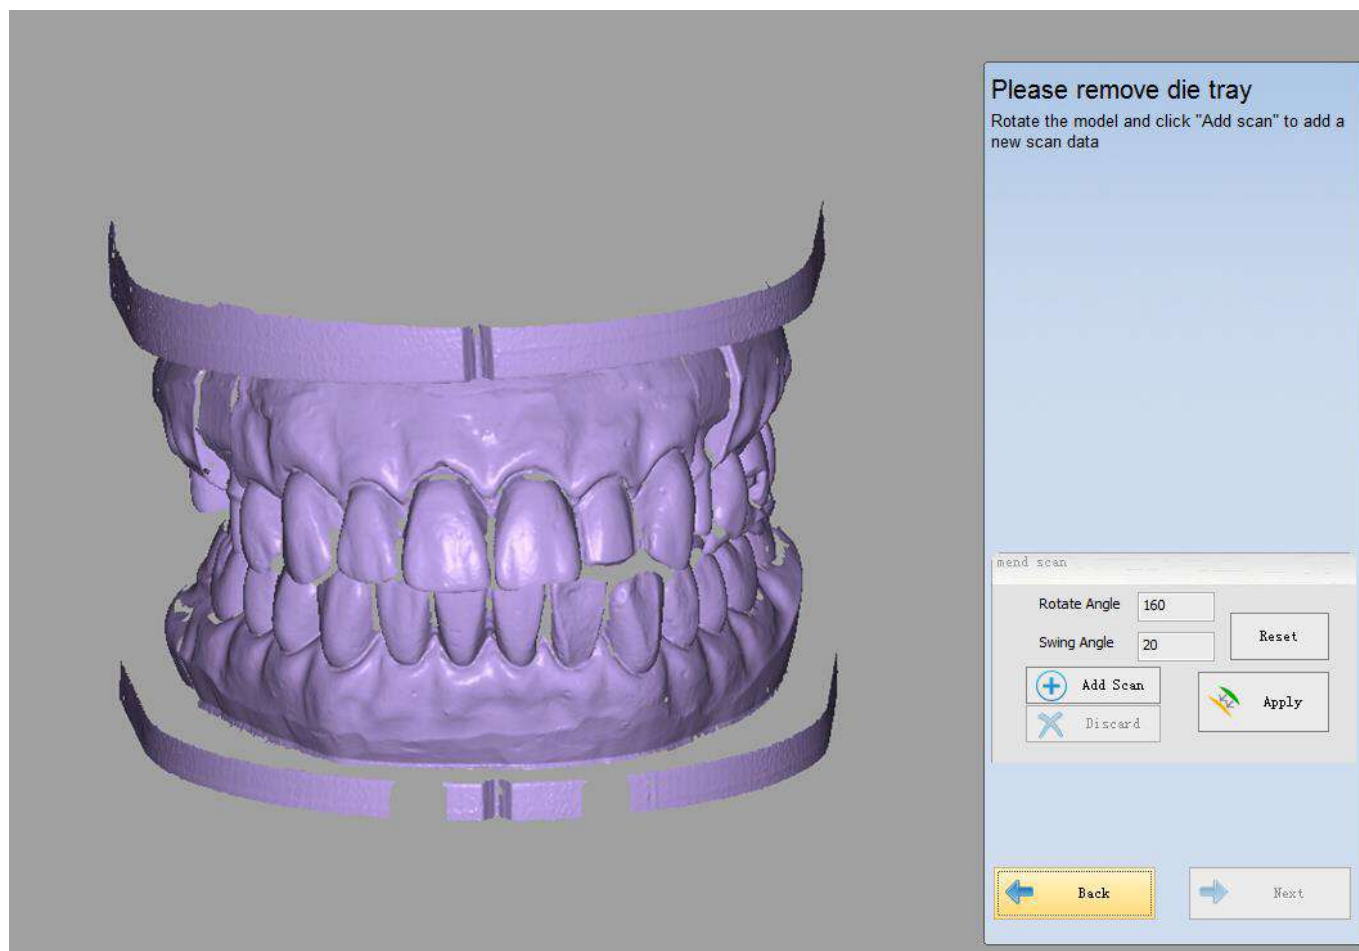 Please remove die tray
Rotate the model and click "Add scan" to add a
new scan data
mend scan
Rotate Angle 160
Swing Angle 20
Reset
Add Scan
Apply
Discard
Back
Next